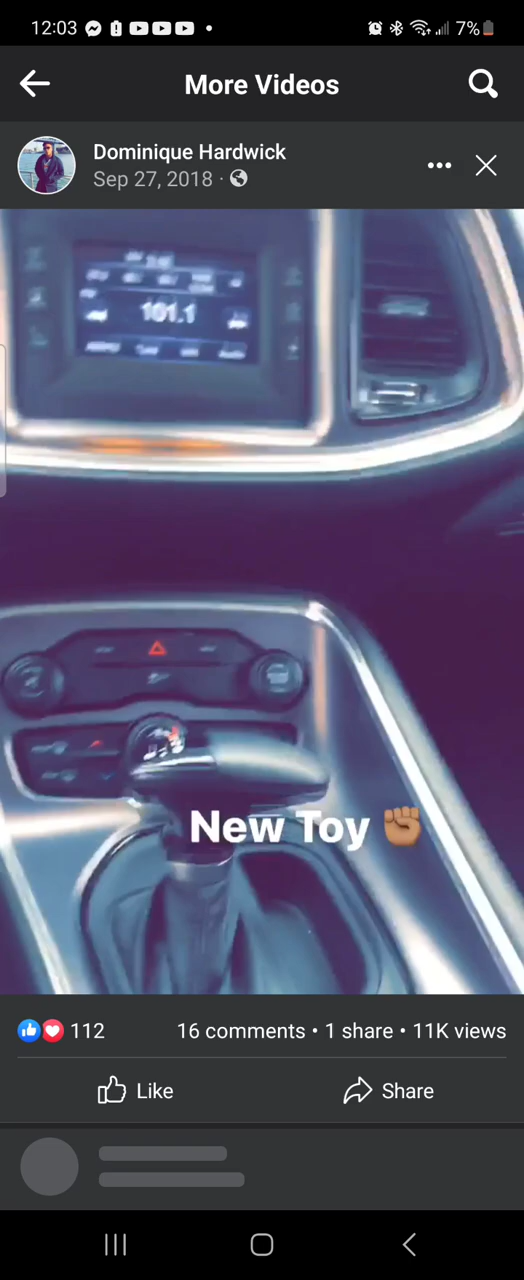 12:03
7%
More Videos
Dominique Hardwick
Sep 27, 2018
101.1
New Toy ✊🏾
112
16 comments • 1 share • 11K views
Like
Share